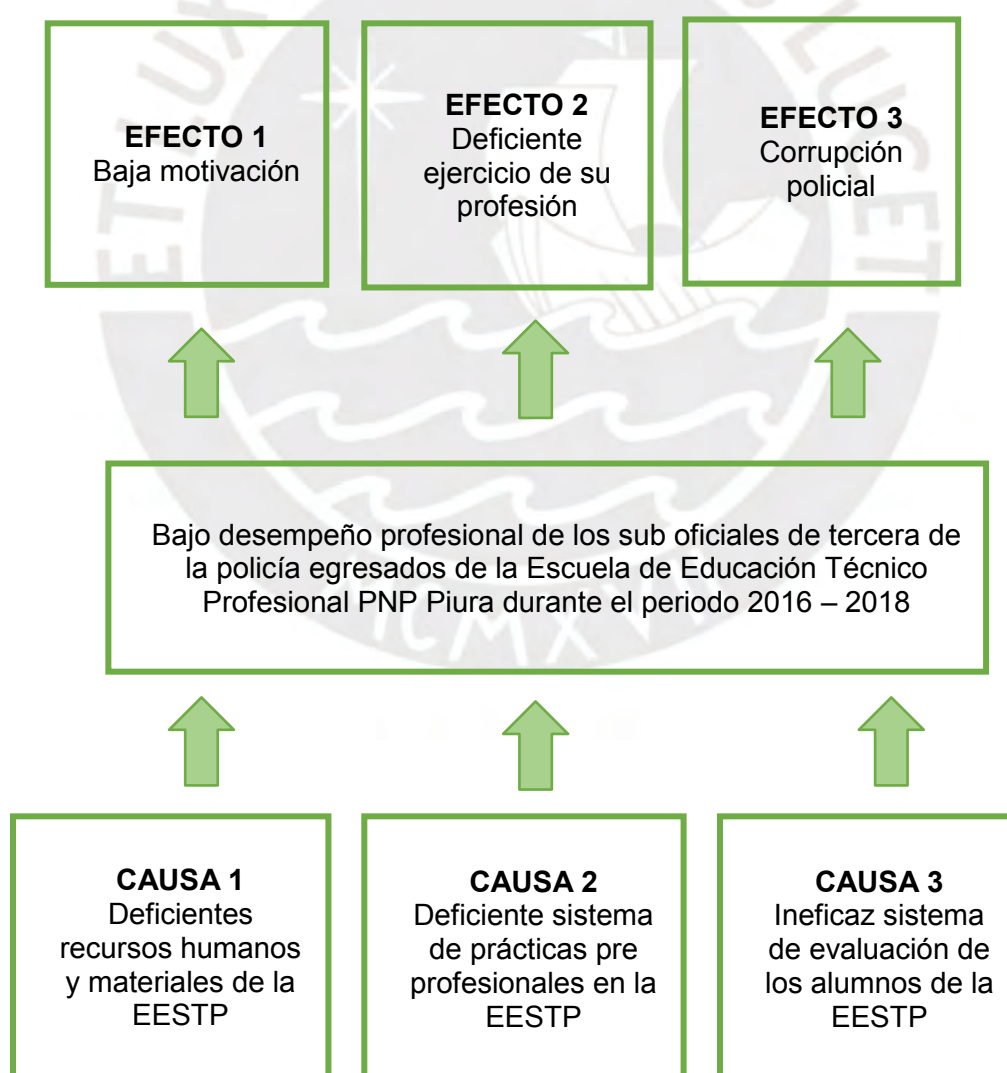 EFECTO 1
Baja motivación
EFECTO 2
Deficiente
ejercicio de su
profesión
EFECTO 3
Corrupción
policial
Bajo desempeño profesional de los sub oficiales de tercera de
la policía egresados de la Escuela de Educación Técnico
Profesional PNP Piura durante el periodo 2016 – 2018
CAUSA 1
Deficientes
recursos humanos
y materiales de la
EESTP
CAUSA 2
Deficiente sistema
de prácticas pre
profesionales en la
EESTP
CAUSA 3
Ineficaz sistema
de evaluación de
los alumnos de la
EESTP